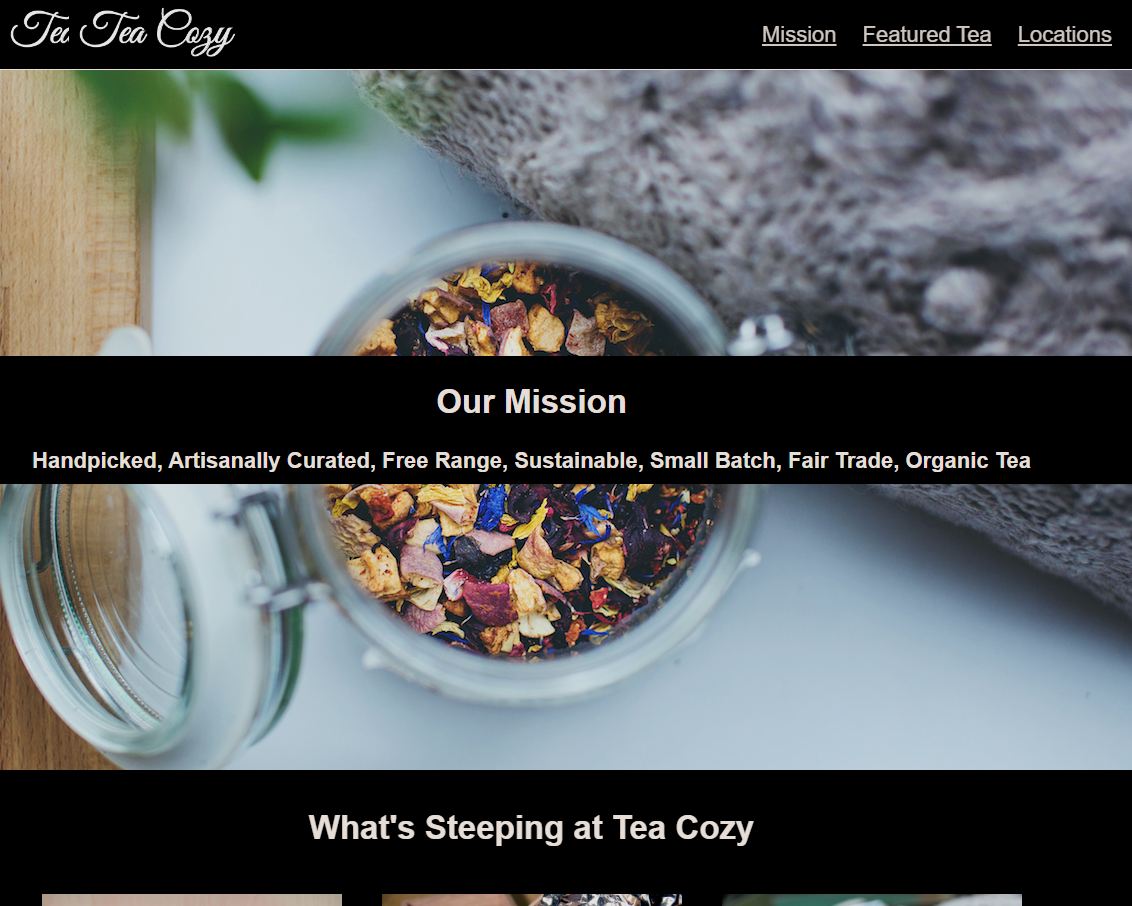 Tea Tea Cozy
Mission Featured Tea Locations
Our Mission
Handpicked, Artisanally Curated, Free Range, Sustainable, Small Batch, Fair Trade, Organic Tea
What's Steeping at Tea Cozy